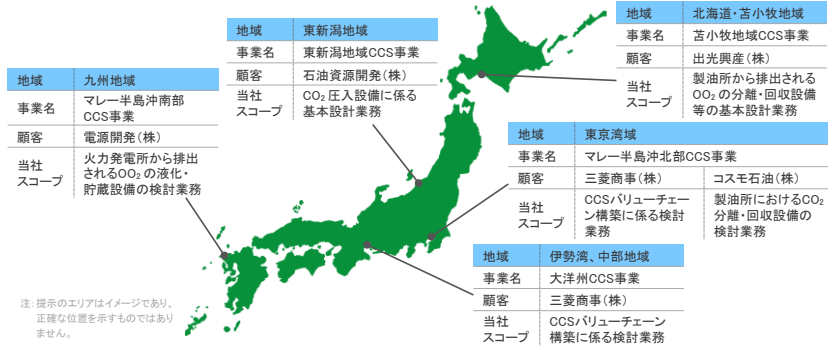 地域 東新潟地域
事業名 東新潟地域CCS事業
顧客 石油資源開発(株)
当社
スコープ
CO₂ 圧入設備に係る
基本設計業務
地域 北海道・苫小牧地域
事業名 苫小牧地域CCS事業
顧客 出光興産(株)
当社
スコープ
製油所から排出される
OO₂ の分離・回収設備
等の基本設計業務
地域 九州地域
事業名
マレー半島沖南部
CCS事業
顧客 電源開発(株)
当社
スコープ
火力発電所から排出
されるOO₂ の液化・
貯蔵設備の検討業務
地域 東京湾域
事業名 マレー半島沖北部CCS事業
顧客 三菱商事(株) コスモ石油(株)
当社
スコープ
CCSバリューチェー
ン構築に係る検討
業務
製油所におけるCO₂
分離・回収設備の
検討業務
地域 伊勢湾、中部地域
事業名 大洋州CCS事業
顧客 三菱商事(株)
当社
スコープ
CCSバリューチェーン
構築に係る検討業務
注:提示のエリアはイメージであり、
正確な位置を示すものではあり
ません。